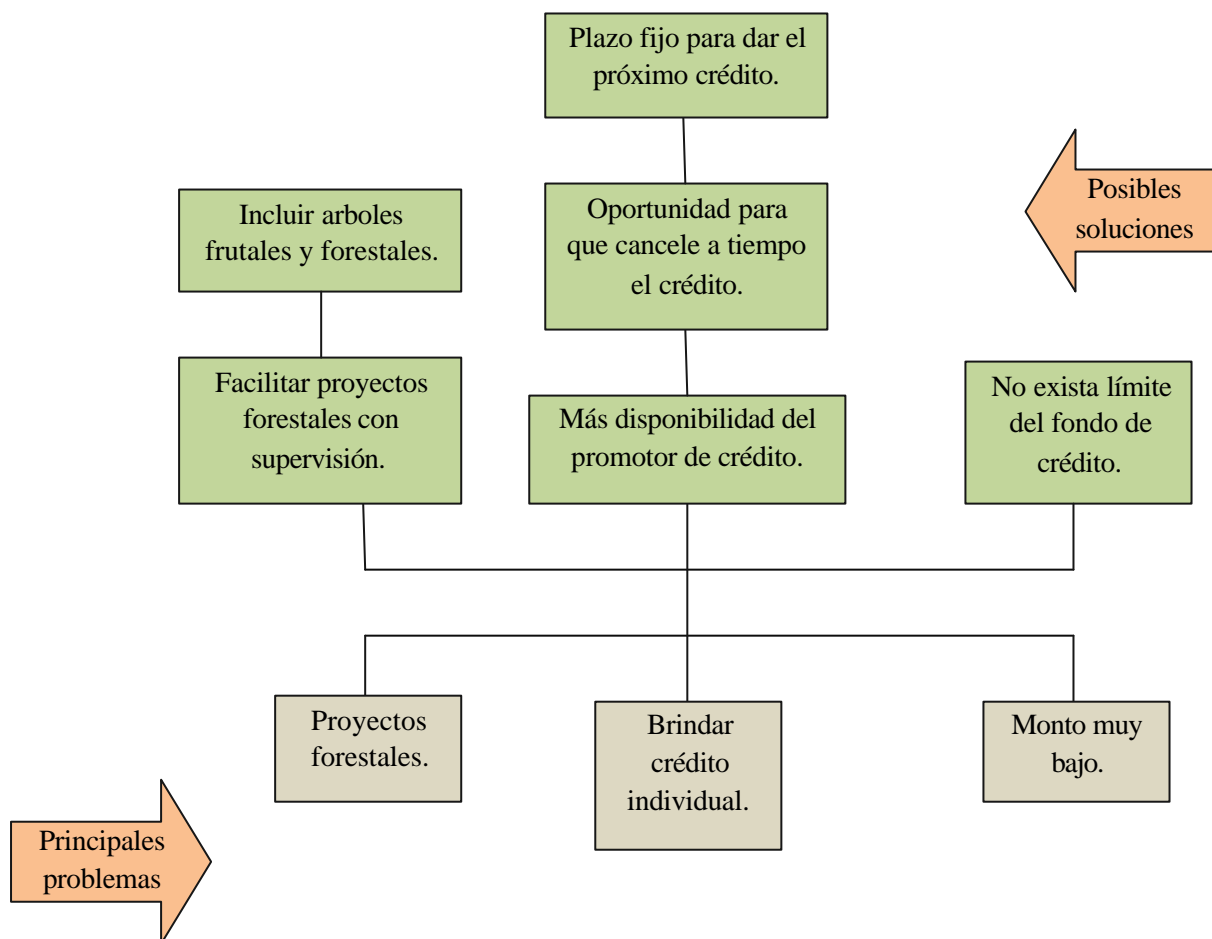 Plazo fijo para dar el
próximo crédito.
Incluir arboles
frutales y forestales.
Oportunidad para
que cancele a tiempo
el crédito.
Posibles
soluciones
Facilitar proyectos
forestales con
supervisión.
Más disponibilidad del
promotor de crédito.
No exista límite
del fondo de
crédito.
Proyectos
forestales.
Brindar
crédito
individual.
Monto muy
bajo.
Principales
problemas